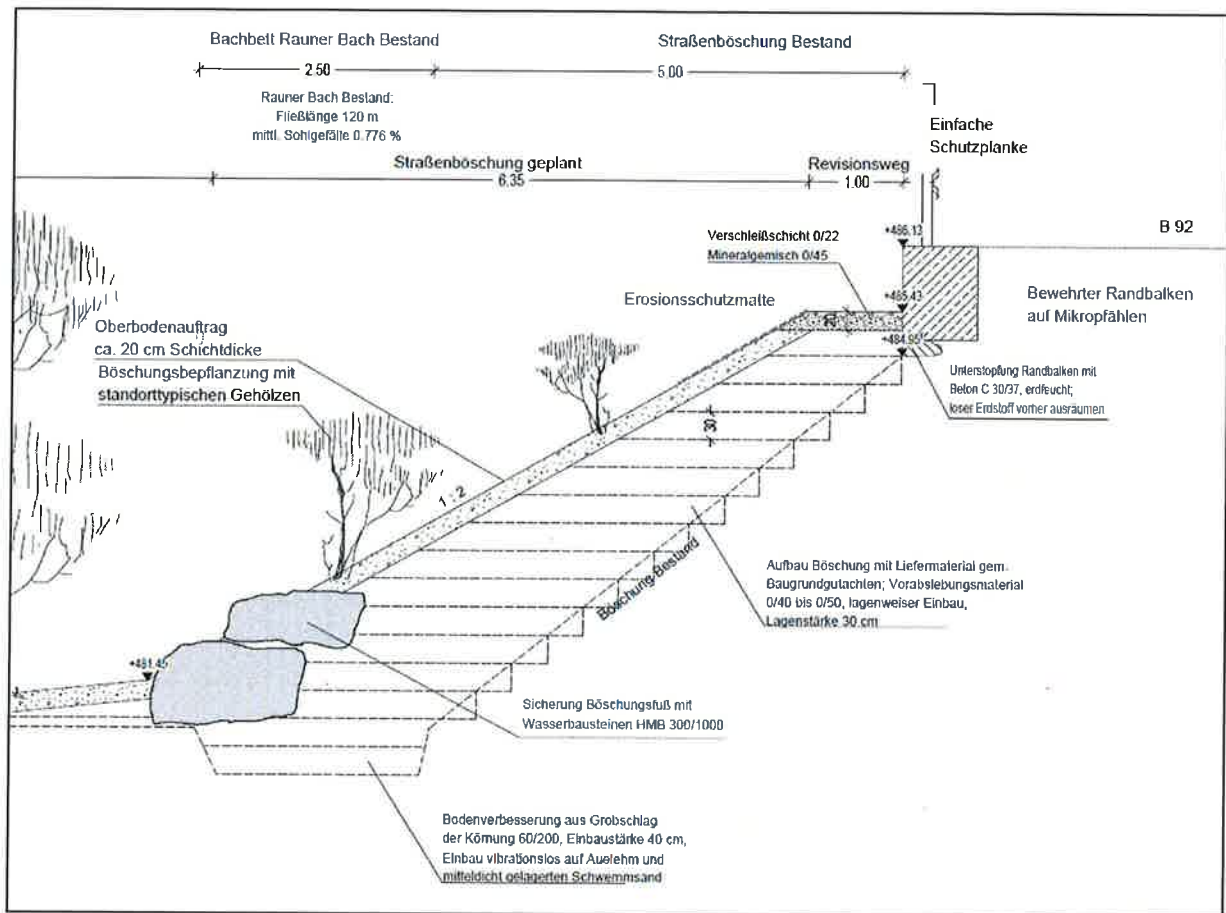 Bachbett Rauner Bach Bestand
Straßenböschung Bestand
2.50
5.00
Rauner Bach Bestand:
Fließlänge 120 m
mittl. Sohlgefälle 0.776 %
Einfache
Schutzplanke
Straßenböschung geplant
6.35
Revisionsweg
1.00
B 92
Verschleißschicht 0/22
Mineralgemisch 0/45
+486.13
Erosionsschutzmatte
+485.43
Bewehrter Randbalken
auf Mikropfählen
20
Oberbodenauftrag
ca. 20 cm Schichtdicke
Böschungsbepflanzung mit
standorttypischen Gehölzen
+484.95
Unterstopfung Randbalken mit
Beton C 30/37, erdfeucht;
loser Erdstoff vorher ausräumen
30
1 : 2
Böschung Bestand
Aufbau Böschung mit Liefermaterial gem.
Baugrundgutachten; Vorabsiebungsmaterial
0/40 bis 0/50, lagenweiser Einbau,
Lagenstärke 30 cm
+481.45
Sicherung Böschungsfuß mit
Wasserbausteinen HMB 300/1000
Bodenverbesserung aus Grobschlag
der Körnung 60/200, Einbaustärke 40 cm,
Einbau vibrationslos auf Auelehm und
mitteldicht gelagerten Schwemmsand